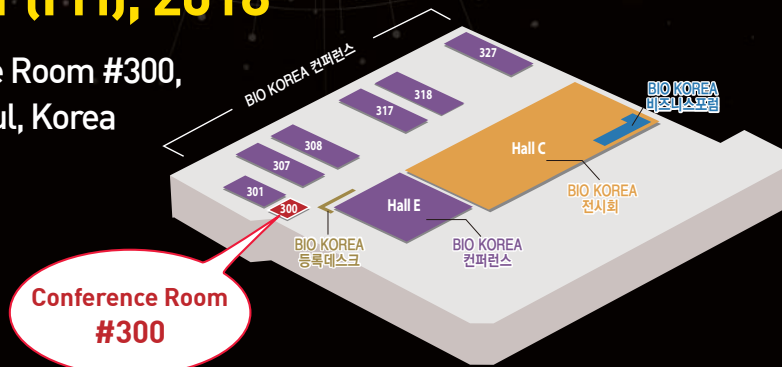 (Fri), 2018
Room #300,
ul, Korea
BIO KOREA 컨퍼런스
327
318
317
308
307
301
300
Hall C
Hall E
BIO KOREA
비즈니스포럼
BIO KOREA
전시회
BIO KOREA
등록데스크
BIO KOREA
컨퍼런스
Conference Room
#300